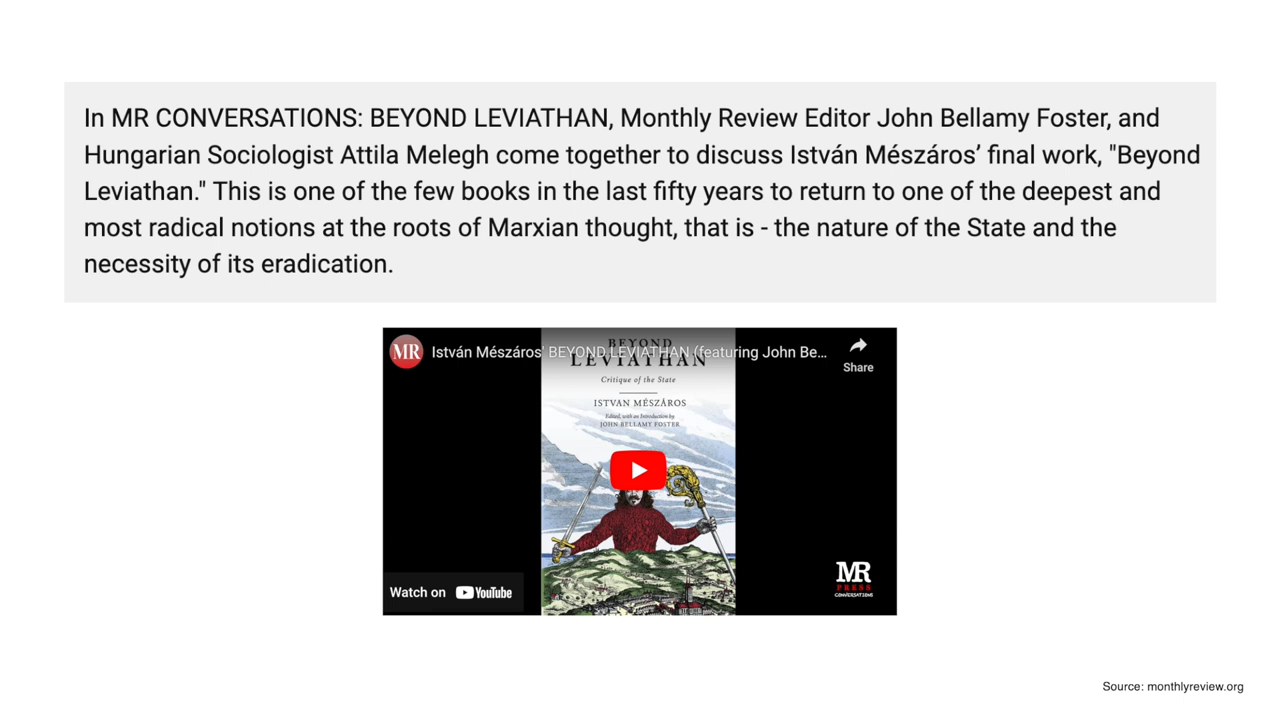 In MR CONVERSATIONS: BEYOND LEVIATHAN, Monthly Review Editor John Bellamy Foster, and
Hungarian Sociologist Attila Melegh come together to discuss István Mészáros’ final work, "Beyond
Leviathan." This is one of the few books in the last fifty years to return to one of the deepest and
most radical notions at the roots of Marxian thought, that is - the nature of the State and the
necessity of its eradication.
MR
István Mészáros' BEYOND LEVIATHAN (featuring John Be...
Share
BEYOND
LEVIATHAN
Critique of the State
ISTVAN MÉSZÁROS
Edited, with an Introduction by
JOHN BELLAMY FOSTER
MR
PRESS
CONVERSATIONS
Watch on YouTube
Source: monthlyreview.org